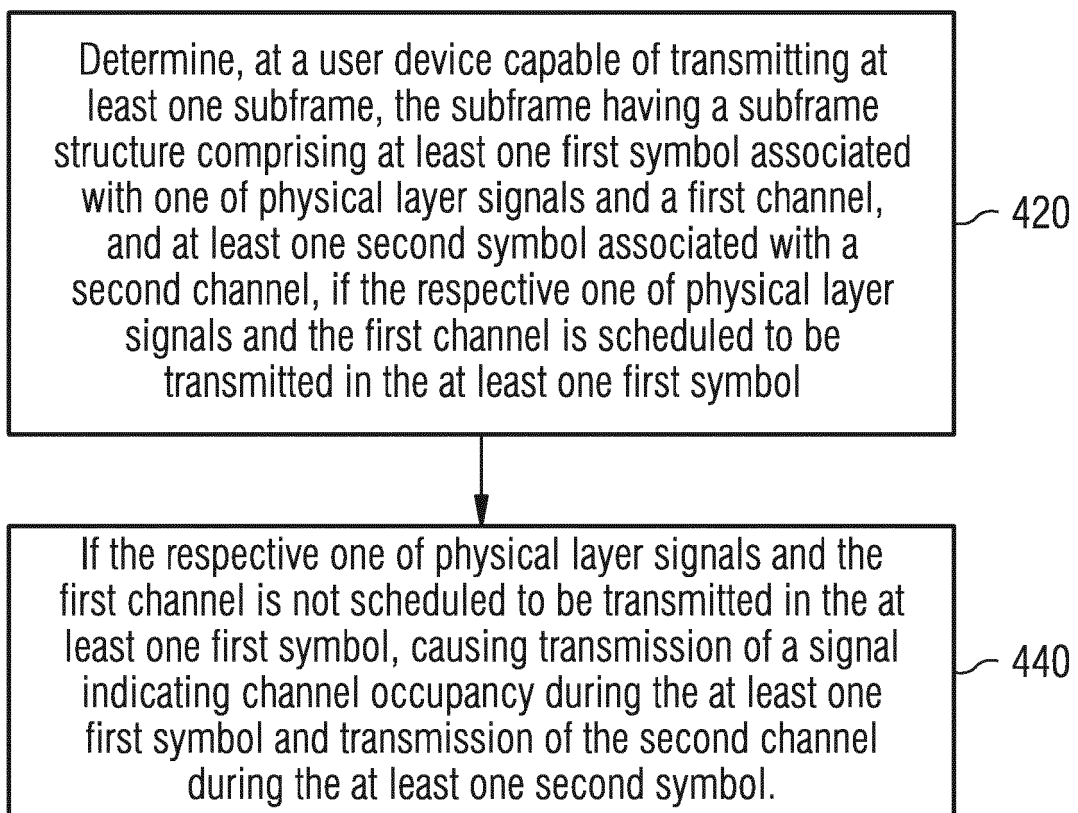 Determine, at a user device capable of transmitting at
least one subframe, the subframe having a subframe
structure comprising at least one first symbol associated
with one of physical layer signals and a first channel,
and at least one second symbol associated with a
second channel, if the respective one of physical layer
signals and the first channel is scheduled to be
transmitted in the at least one first symbol
420
If the respective one of physical layer signals and the
first channel is not scheduled to be transmitted in the at
least one first symbol, causing transmission of a signal
indicating channel occupancy during the at least one
first symbol and transmission of the second channel
during the at least one second symbol.
440